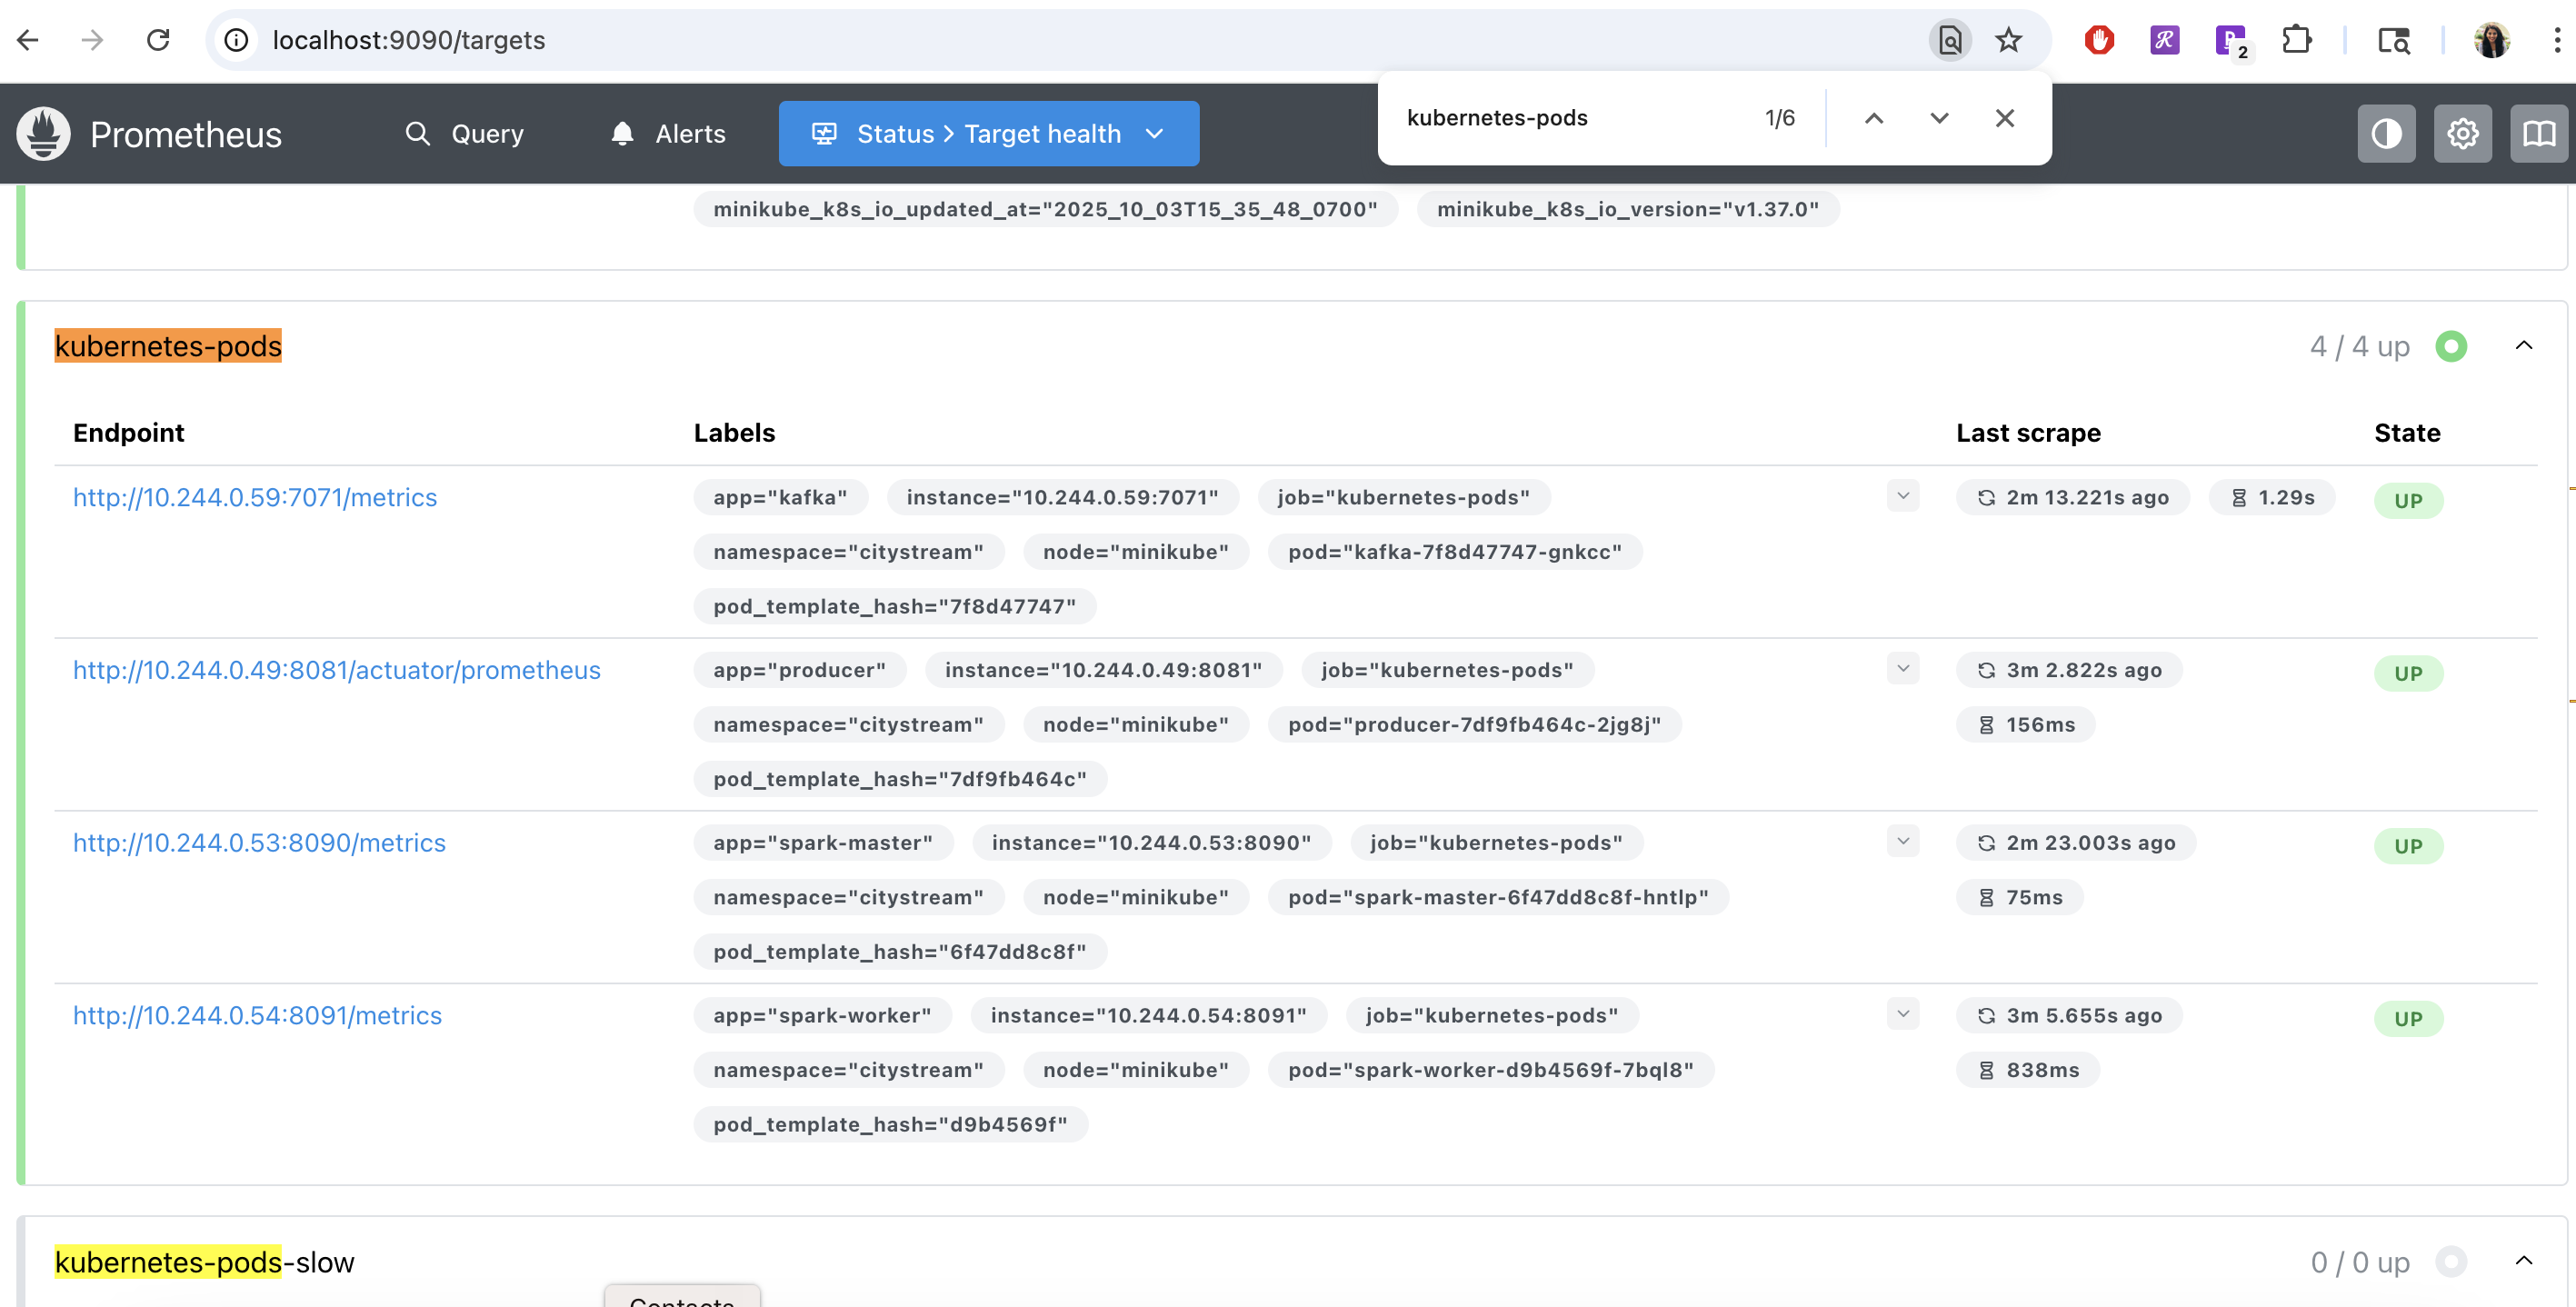 localhost:9090/targets
2
kubernetes-pods 1/6
Prometheus Query Alerts Status > Target health
minikube_k8s_io_updated_at="2025_10_03T15_35_48_0700" minikube_k8s_io_version="v1.37.0"
kubernetes-pods 4 / 4 up
Endpoint Labels Last scrape State
http://10.244.0.59:7071/metrics app="kafka" instance="10.244.0.59:7071" job="kubernetes-pods" 2m 13.221s ago 1.29s UP
namespace="citystream" node="minikube" pod="kafka-7f8d47747-gnkcc"
pod_template_hash="7f8d47747"
http://10.244.0.49:8081/actuator/prometheus app="producer" instance="10.244.0.49:8081" job="kubernetes-pods" 3m 2.822s ago UP
namespace="citystream" node="minikube" pod="producer-7df9fb464c-2jg8j" 156ms
pod_template_hash="7df9fb464c"
http://10.244.0.53:8090/metrics app="spark-master" instance="10.244.0.53:8090" job="kubernetes-pods" 2m 23.003s ago UP
namespace="citystream" node="minikube" pod="spark-master-6f47dd8c8f-hntlp" 75ms
pod_template_hash="6f47dd8c8f"
http://10.244.0.54:8091/metrics app="spark-worker" instance="10.244.0.54:8091" job="kubernetes-pods" 3m 5.655s ago UP
namespace="citystream" node="minikube" pod="spark-worker-d9b4569f-7bql8" 838ms
pod_template_hash="d9b4569f"
kubernetes-pods-slow 0 / 0 up
Contacts